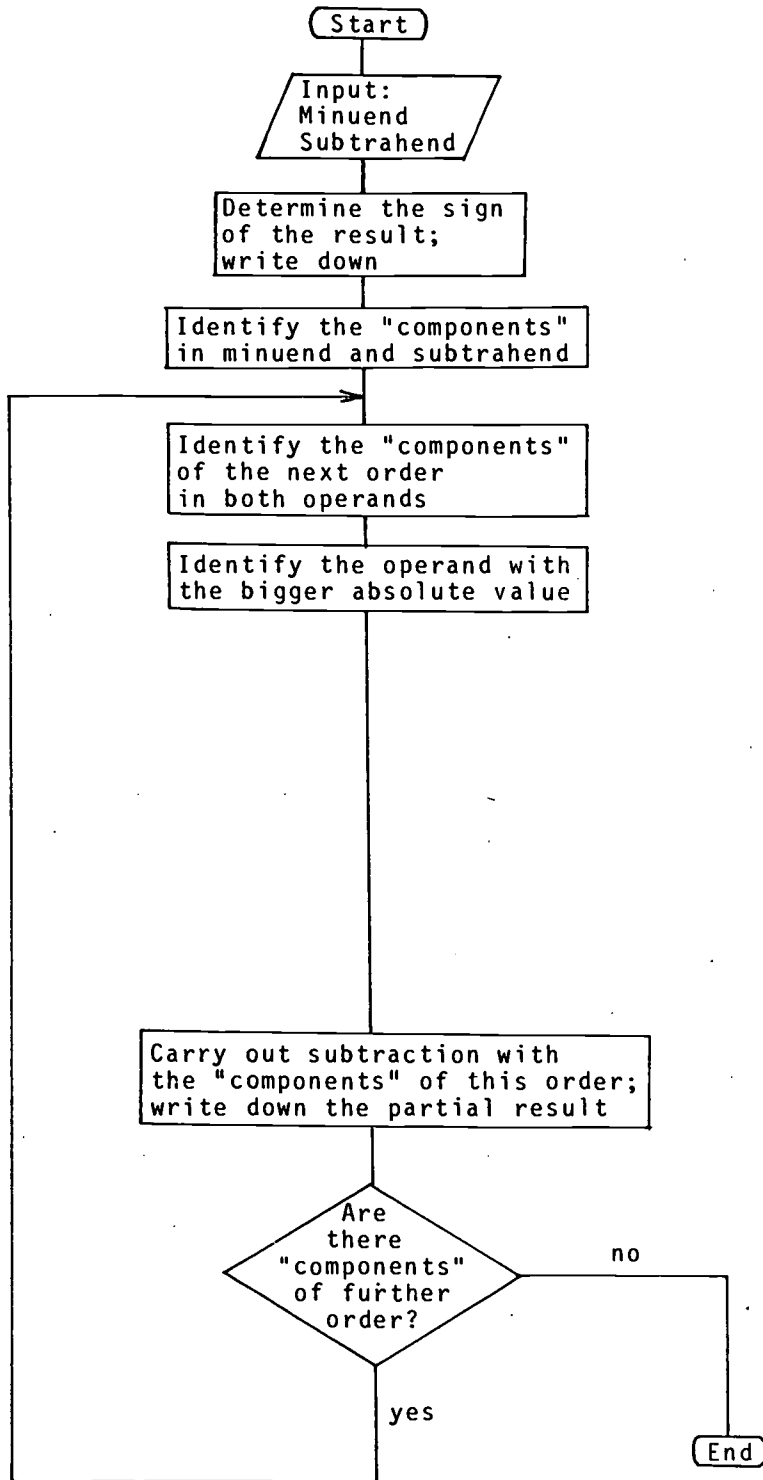 Start
Input:
Minuend
Subtrahend
Determine the sign
of the result;
write down
Identify the "components"
in minuend and subtrahend
Identify the "components"
of the next order
in both operands
Identify the operand with
the bigger absolute value
Carry out subtraction with
the "components" of this order;
write down the partial result
Are
there
"components"
of further
order?
no
yes
End